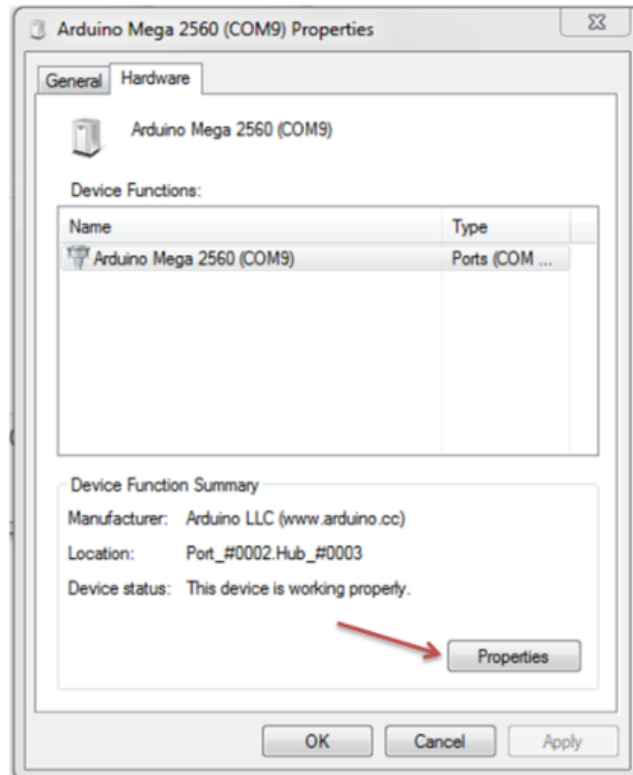 Arduino Mega 2560 (COM9) Properties
General Hardware
Arduino Mega 2560 (COM9)
Device Functions:
Name Type
Arduino Mega 2560 (COM9) Ports (COM ...
Device Function Summary
Manufacturer: Arduino LLC (www.arduino.cc)
Location: Port_#0002.Hub_#0003
Device status: This device is working properly.
Properties
OK Cancel Apply